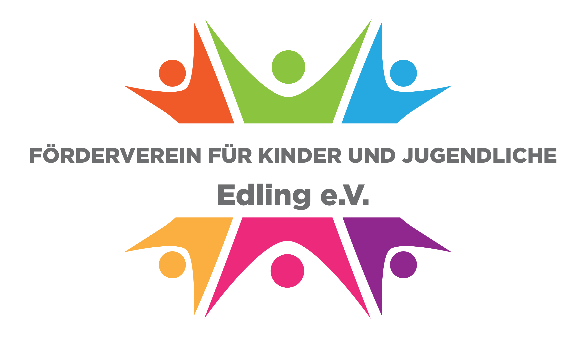 FÖRDERVEREIN FÜR KINDER UND JUGENDLICHE
Edling e.V.